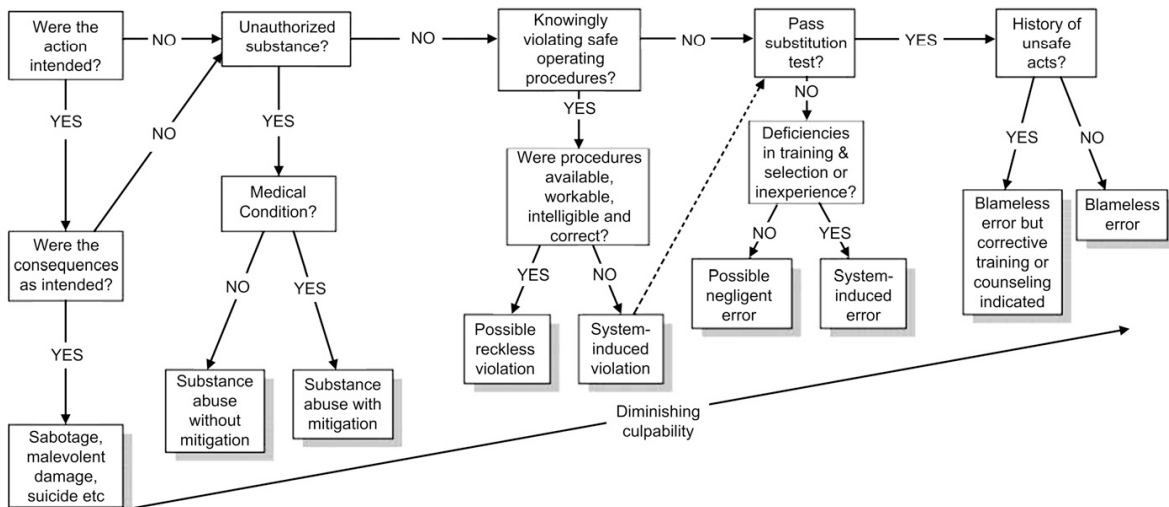 Were the
action
intended?
NO
Unauthorized
substance?
NO
Knowingly
violating safe
operating
procedures?
NO
Pass
substitution
test?
YES
History of
unsafe
acts?
YES
NO
YES
YES
NO
YES
NO
Deficiencies
in training &
selection or
inexperience?
Were procedures
available,
workable,
intelligible and
correct?
Medical
Condition?
Were the
consequences
as intended?
Blameless
error but
corrective
training or
counseling
indicated
Blameless
error
NO
YES
YES
NO
NO
YES
Possible
negligent
error
System-
induced
error
YES
Possible
reckless
violation
System-
induced
violation
Substance
abuse
without
mitigation
Substance
abuse with
mitigation
Diminishing
culpability
Sabotage,
malevolent
damage,
suicide etc